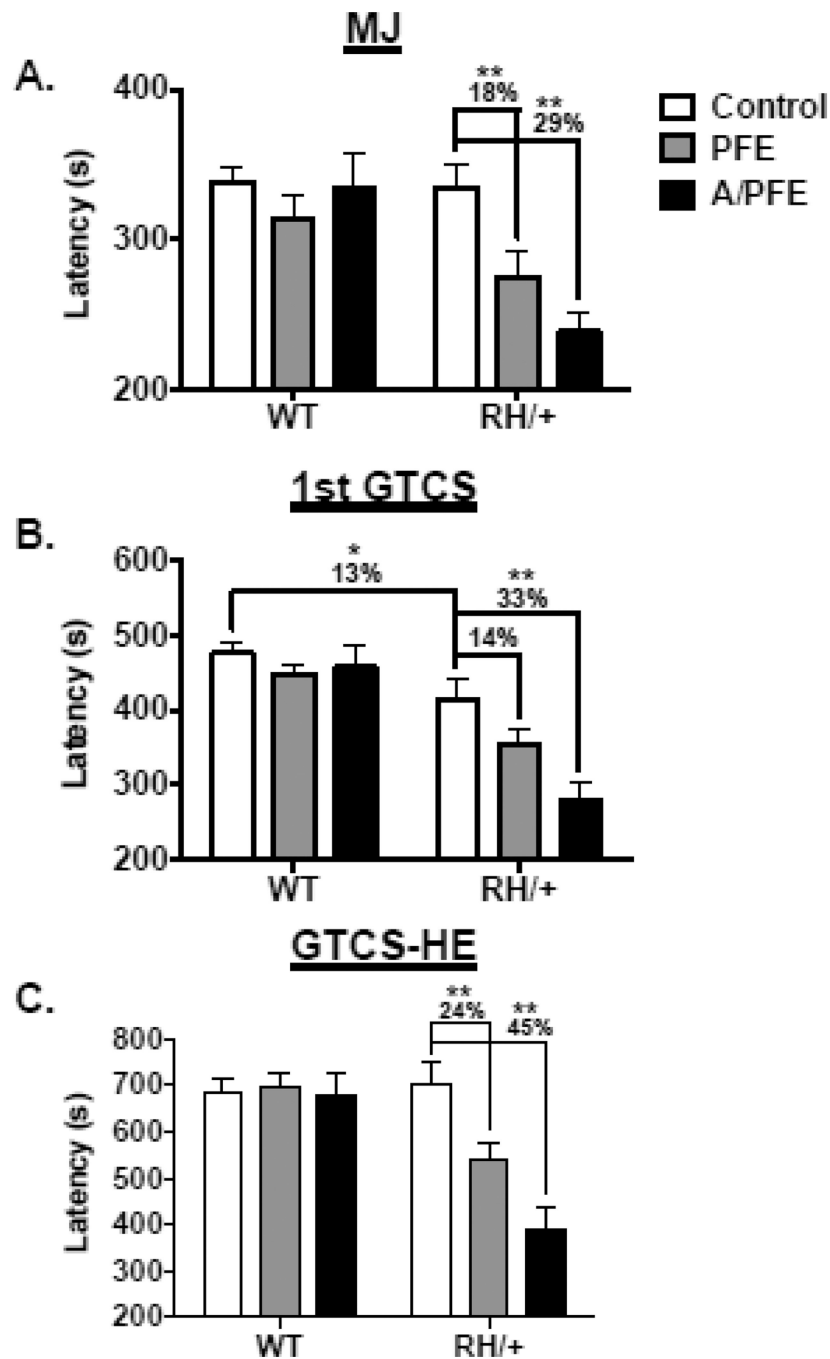 MJ
A.
**
18%
**
29%
Control
PFE
A/PFE
Latency (s)
400
300
200
WT
RH/+
1st GTCS
B.
*
13%
**
33%
14%
Latency (s)
600
500
400
300
200
WT
RH/+
GTCS-HE
C.
**
24%
**
45%
Latency (s)
800
700
600
500
400
300
200
WT
RH/+